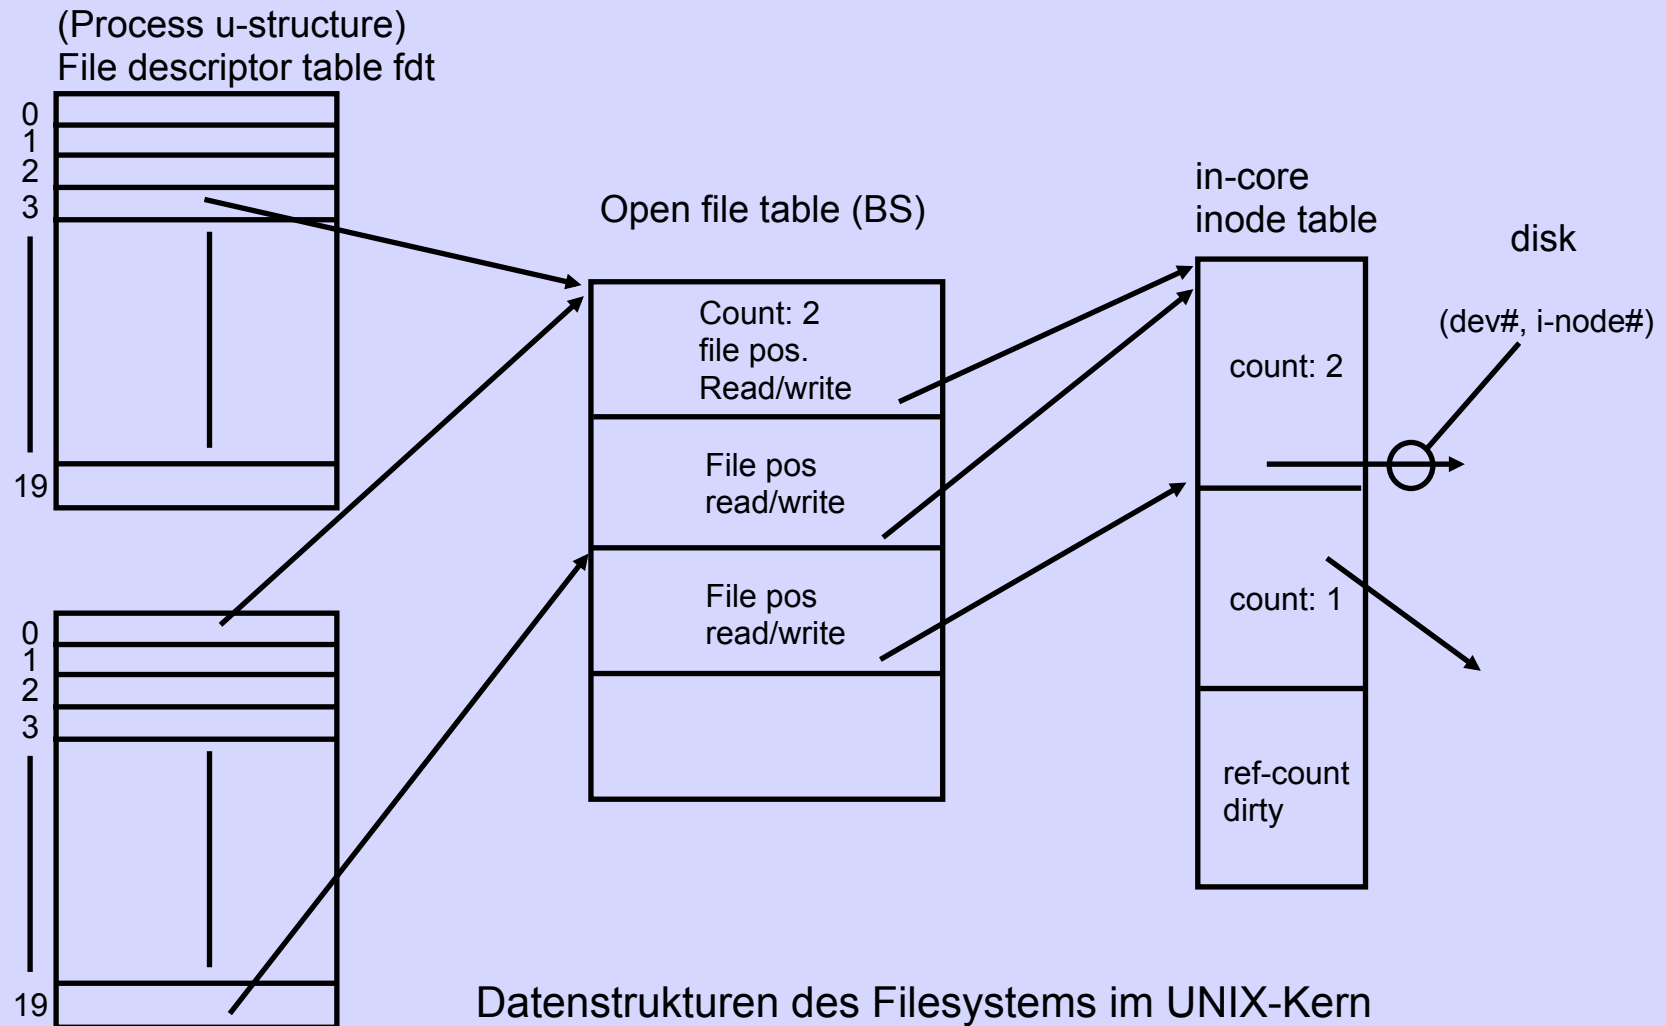 (Process u-structure)
File descriptor table fdt
0
1
2
3
19
0
1
2
3
19
Open file table (BS)
Count: 2
file pos.
Read/write
File pos
read/write
File pos
read/write
in-core
inode table
count: 2
count: 1
ref-count
dirty
disk
(dev#, i-node#)
Datenstrukturen des Filesystems im UNIX-Kern